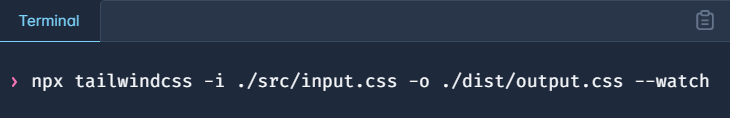 Terminal
› npx tailwindcss -i ./src/input.css -o ./dist/output.css --watch